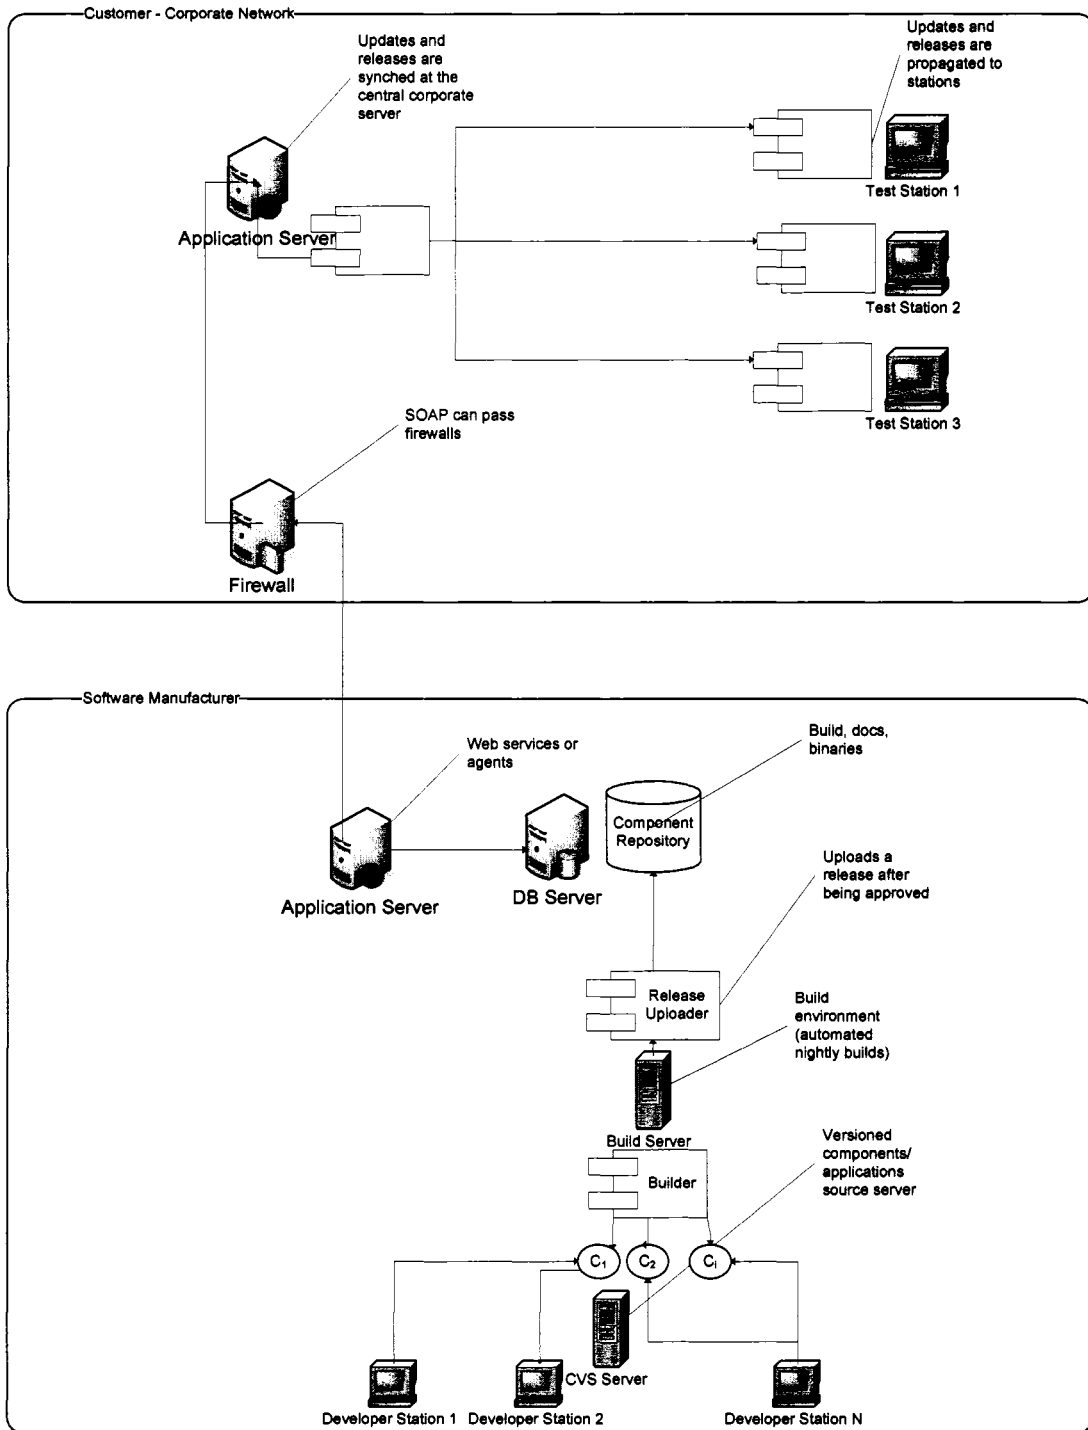 Customer - Corporate Network
Updates and
releases are
synched at the
central corporate
server
Updates and
releases are
propagated to
stations
Test Station 1
Application Server
Test Station 2
Test Station 3
SOAP can pass
firewalls
Firewall
Software Manufacturer
Web services or
agents
Build, docs,
binaries
Component
Repository
Application Server
DB Server
Uploads a
release after
being approved
Release
Uploader
Build
environment
(automated
nightly builds)
Build Server
Builder
Versioned
components/
applications
source server
C₁
C₂
Cᵢ
CVS Server
Developer Station 1
Developer Station 2
Developer Station N